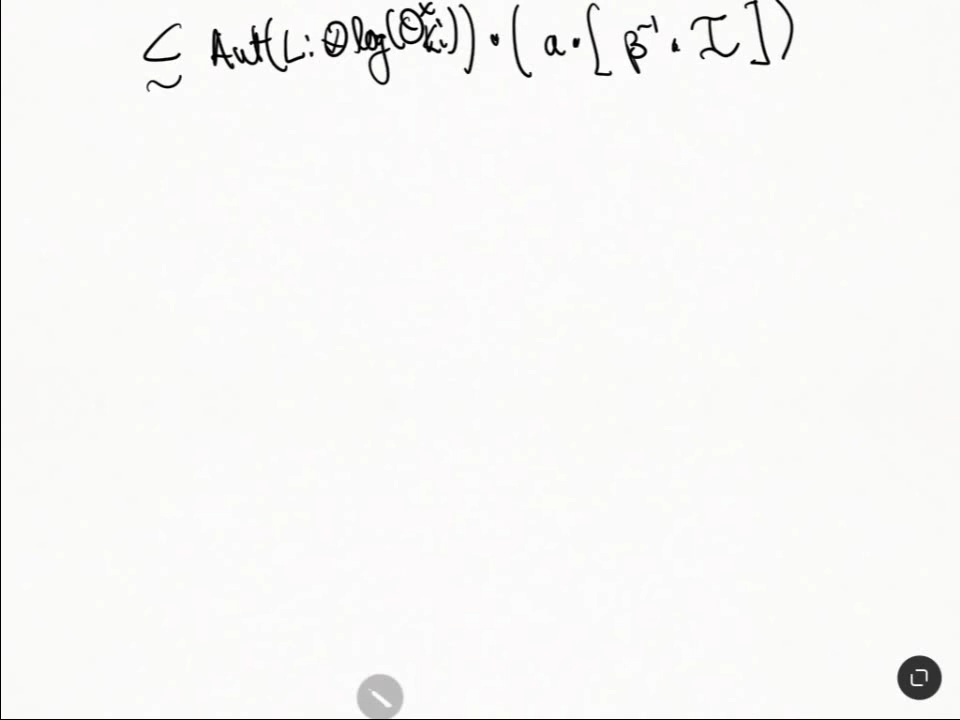 ⊆ Aut(L: ⊗ log(O^×_{K_i})) · (a · [β^{-1} · I])